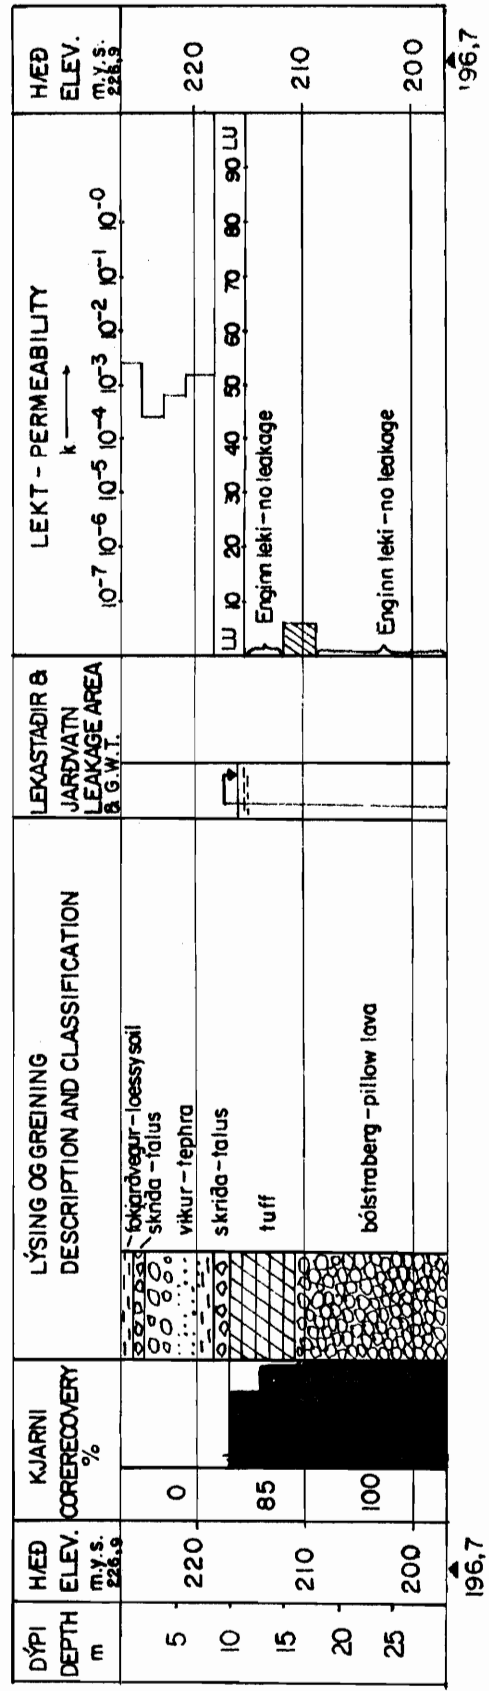 DÝPI
DEPTH
m
5
10
15
20
25
HÆÐ
ELEV.
m.y.s.
226,9
220
210
200
196,7
KJARNI
CORERECOVERY
%
0
85
100
LÝSING OG GREINING
DESCRIPTION AND CLASSIFICATION
fokjarðvegur-loessy soil
skriða-talus
vikur-tephra
skriða-talus
tuff
bólstraberg-pillow lava
LEKASTAÐIR &
JARÐVATN
LEAKAGE AREA
& G.W.T.
LEKT - PERMEABILITY
k
10⁻⁷ 10⁻⁶ 10⁻⁵ 10⁻⁴ 10⁻³ 10⁻² 10⁻¹ 10⁻⁰
LU 10 20 30 40 50 60 70 80 90 LU
Enginn leki-no leakage
Enginn leki-no leakage
HÆÐ
ELEV.
m.y.s.
226,9
220
210
200
196,7